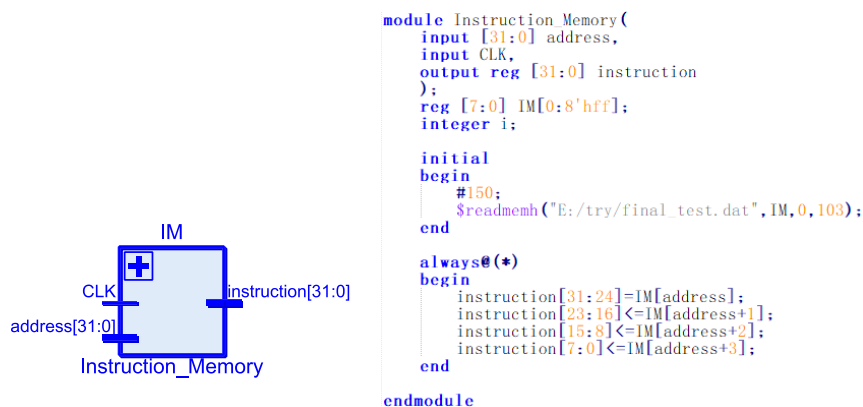 IM
CLK
instruction[31:0]
address[31:0]
Instruction_Memory
module Instruction_Memory(
    input [31:0] address,
    input CLK,
    output reg [31:0] instruction
    );
    reg [7:0] IM[0:8'hff];
    integer i;

    initial
    begin
        #150;
        $readmemh("E:/try/final_test.dat",IM,0,103);
    end

    always@(*)
    begin
        instruction[31:24]=IM[address];
        instruction[23:16]<=IM[address+1];
        instruction[15:8]<=IM[address+2];
        instruction[7:0]<=IM[address+3];
    end

endmodule